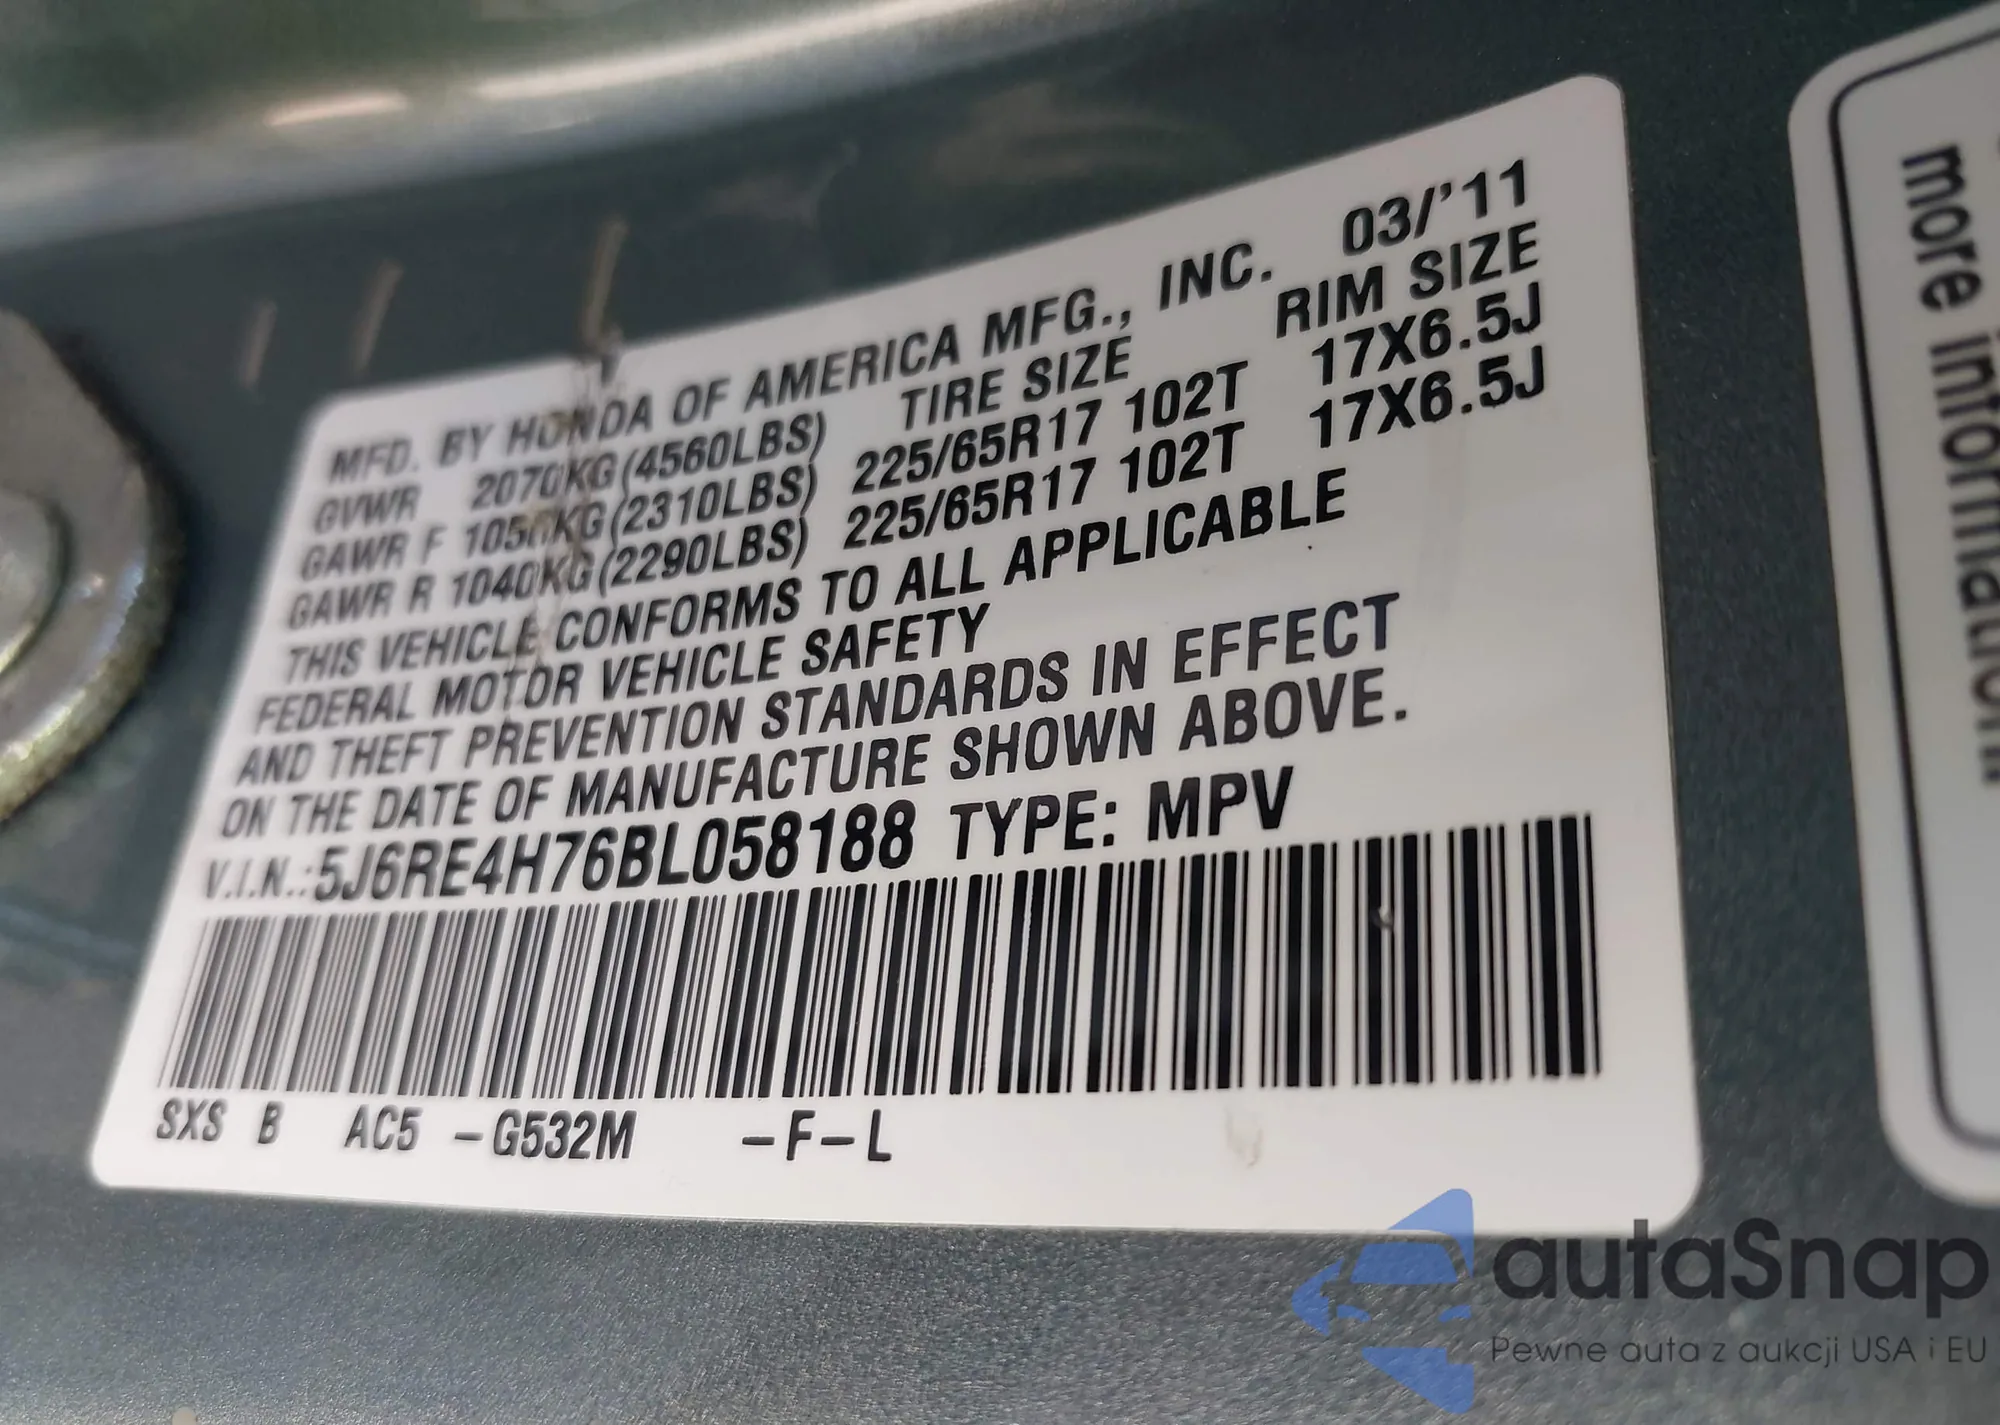 MFD. BY HONDA OF AMERICA MFG., INC. 03/'11
GVWR 2070KG(4560LBS) TIRE SIZE RIM SIZE
GAWR F 1050KG(2310LBS) 225/65R17 102T 17X6.5J
GAWR R 1040KG(2290LBS) 225/65R17 102T 17X6.5J
THIS VEHICLE CONFORMS TO ALL APPLICABLE
FEDERAL MOTOR VEHICLE SAFETY
AND THEFT PREVENTION STANDARDS IN EFFECT
ON THE DATE OF MANUFACTURE SHOWN ABOVE.
V.I.N.:5J6RE4H76BL058188 TYPE: MPV
SXS B AC5 -G532M -F-L
more information.
autaSnap
Pewne auta z aukcji USA i EU